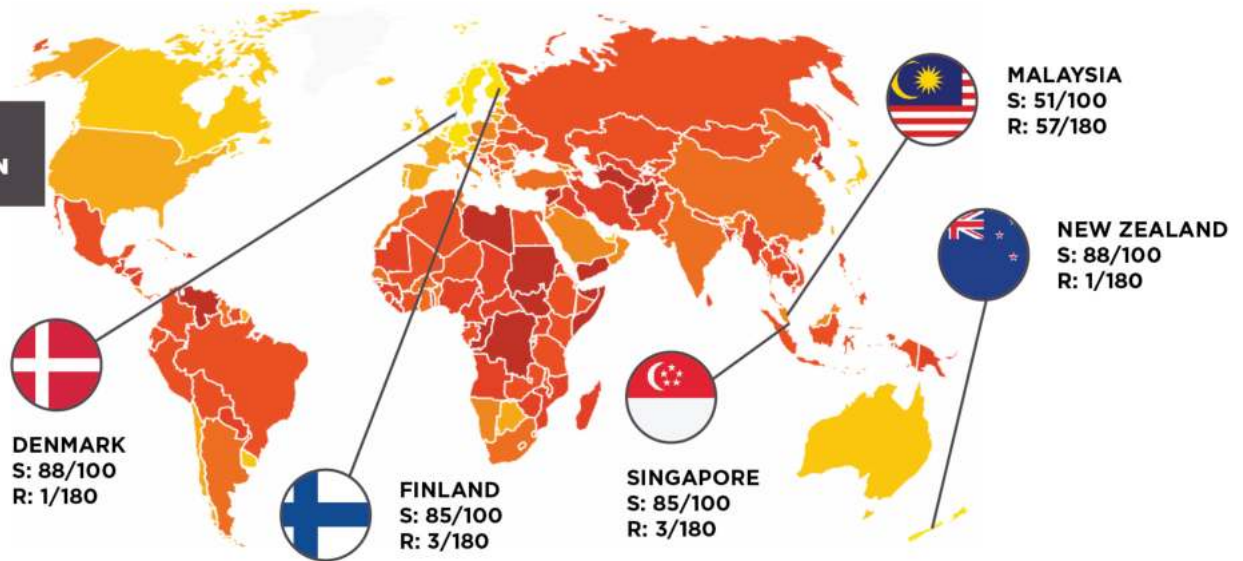 N
MALAYSIA
S: 51/100
R: 57/180
NEW ZEALAND
S: 88/100
R: 1/180
DENMARK
S: 88/100
R: 1/180
FINLAND
S: 85/100
R: 3/180
SINGAPORE
S: 85/100
R: 3/180